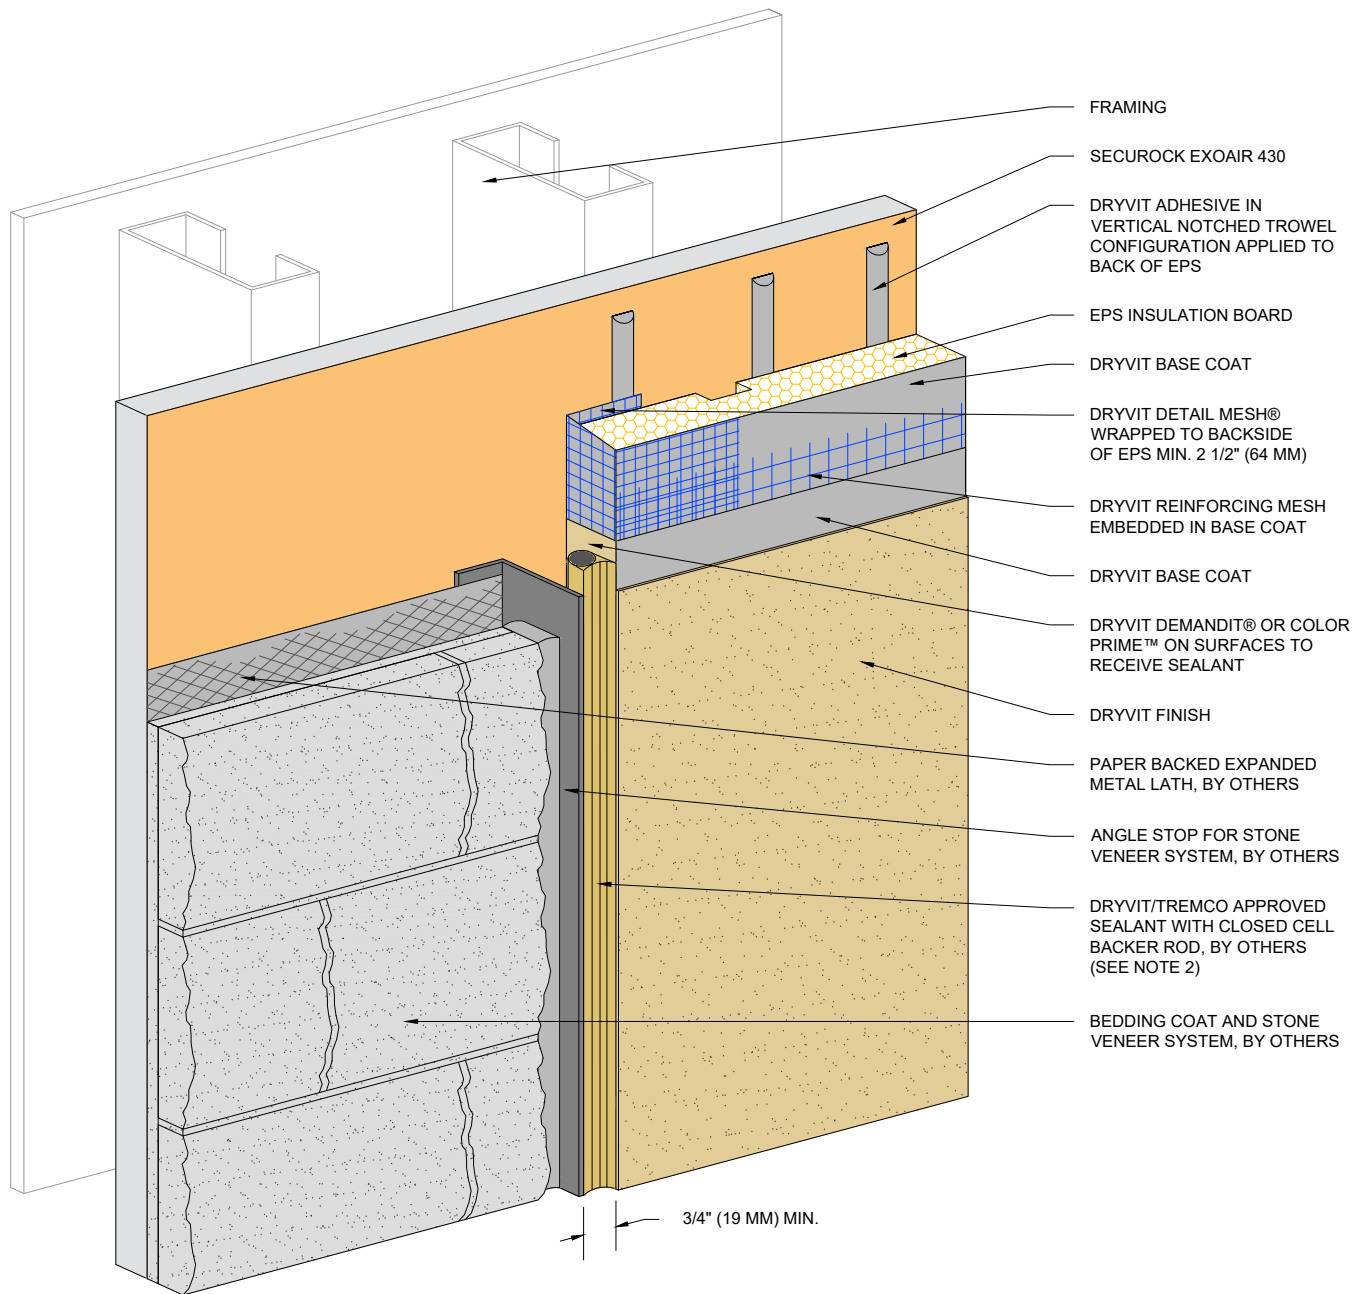 FRAMING
SECUROCK EXOAIR 430
DRYVIT ADHESIVE IN
VERTICAL NOTCHED TROWEL
CONFIGURATION APPLIED TO
BACK OF EPS
EPS INSULATION BOARD
DRYVIT BASE COAT
DRYVIT DETAIL MESH®
WRAPPED TO BACKSIDE
OF EPS MIN. 2 1/2" (64 MM)
DRYVIT REINFORCING MESH
EMBEDDED IN BASE COAT
DRYVIT BASE COAT
DRYVIT DEMANDIT® OR COLOR
PRIME™ ON SURFACES TO
RECEIVE SEALANT
DRYVIT FINISH
PAPER BACKED EXPANDED
METAL LATH, BY OTHERS
ANGLE STOP FOR STONE
VENEER SYSTEM, BY OTHERS
DRYVIT/TREMCO APPROVED
SEALANT WITH CLOSED CELL
BACKER ROD, BY OTHERS
(SEE NOTE 2)
BEDDING COAT AND STONE
VENEER SYSTEM, BY OTHERS
3/4" (19 MM) MIN.